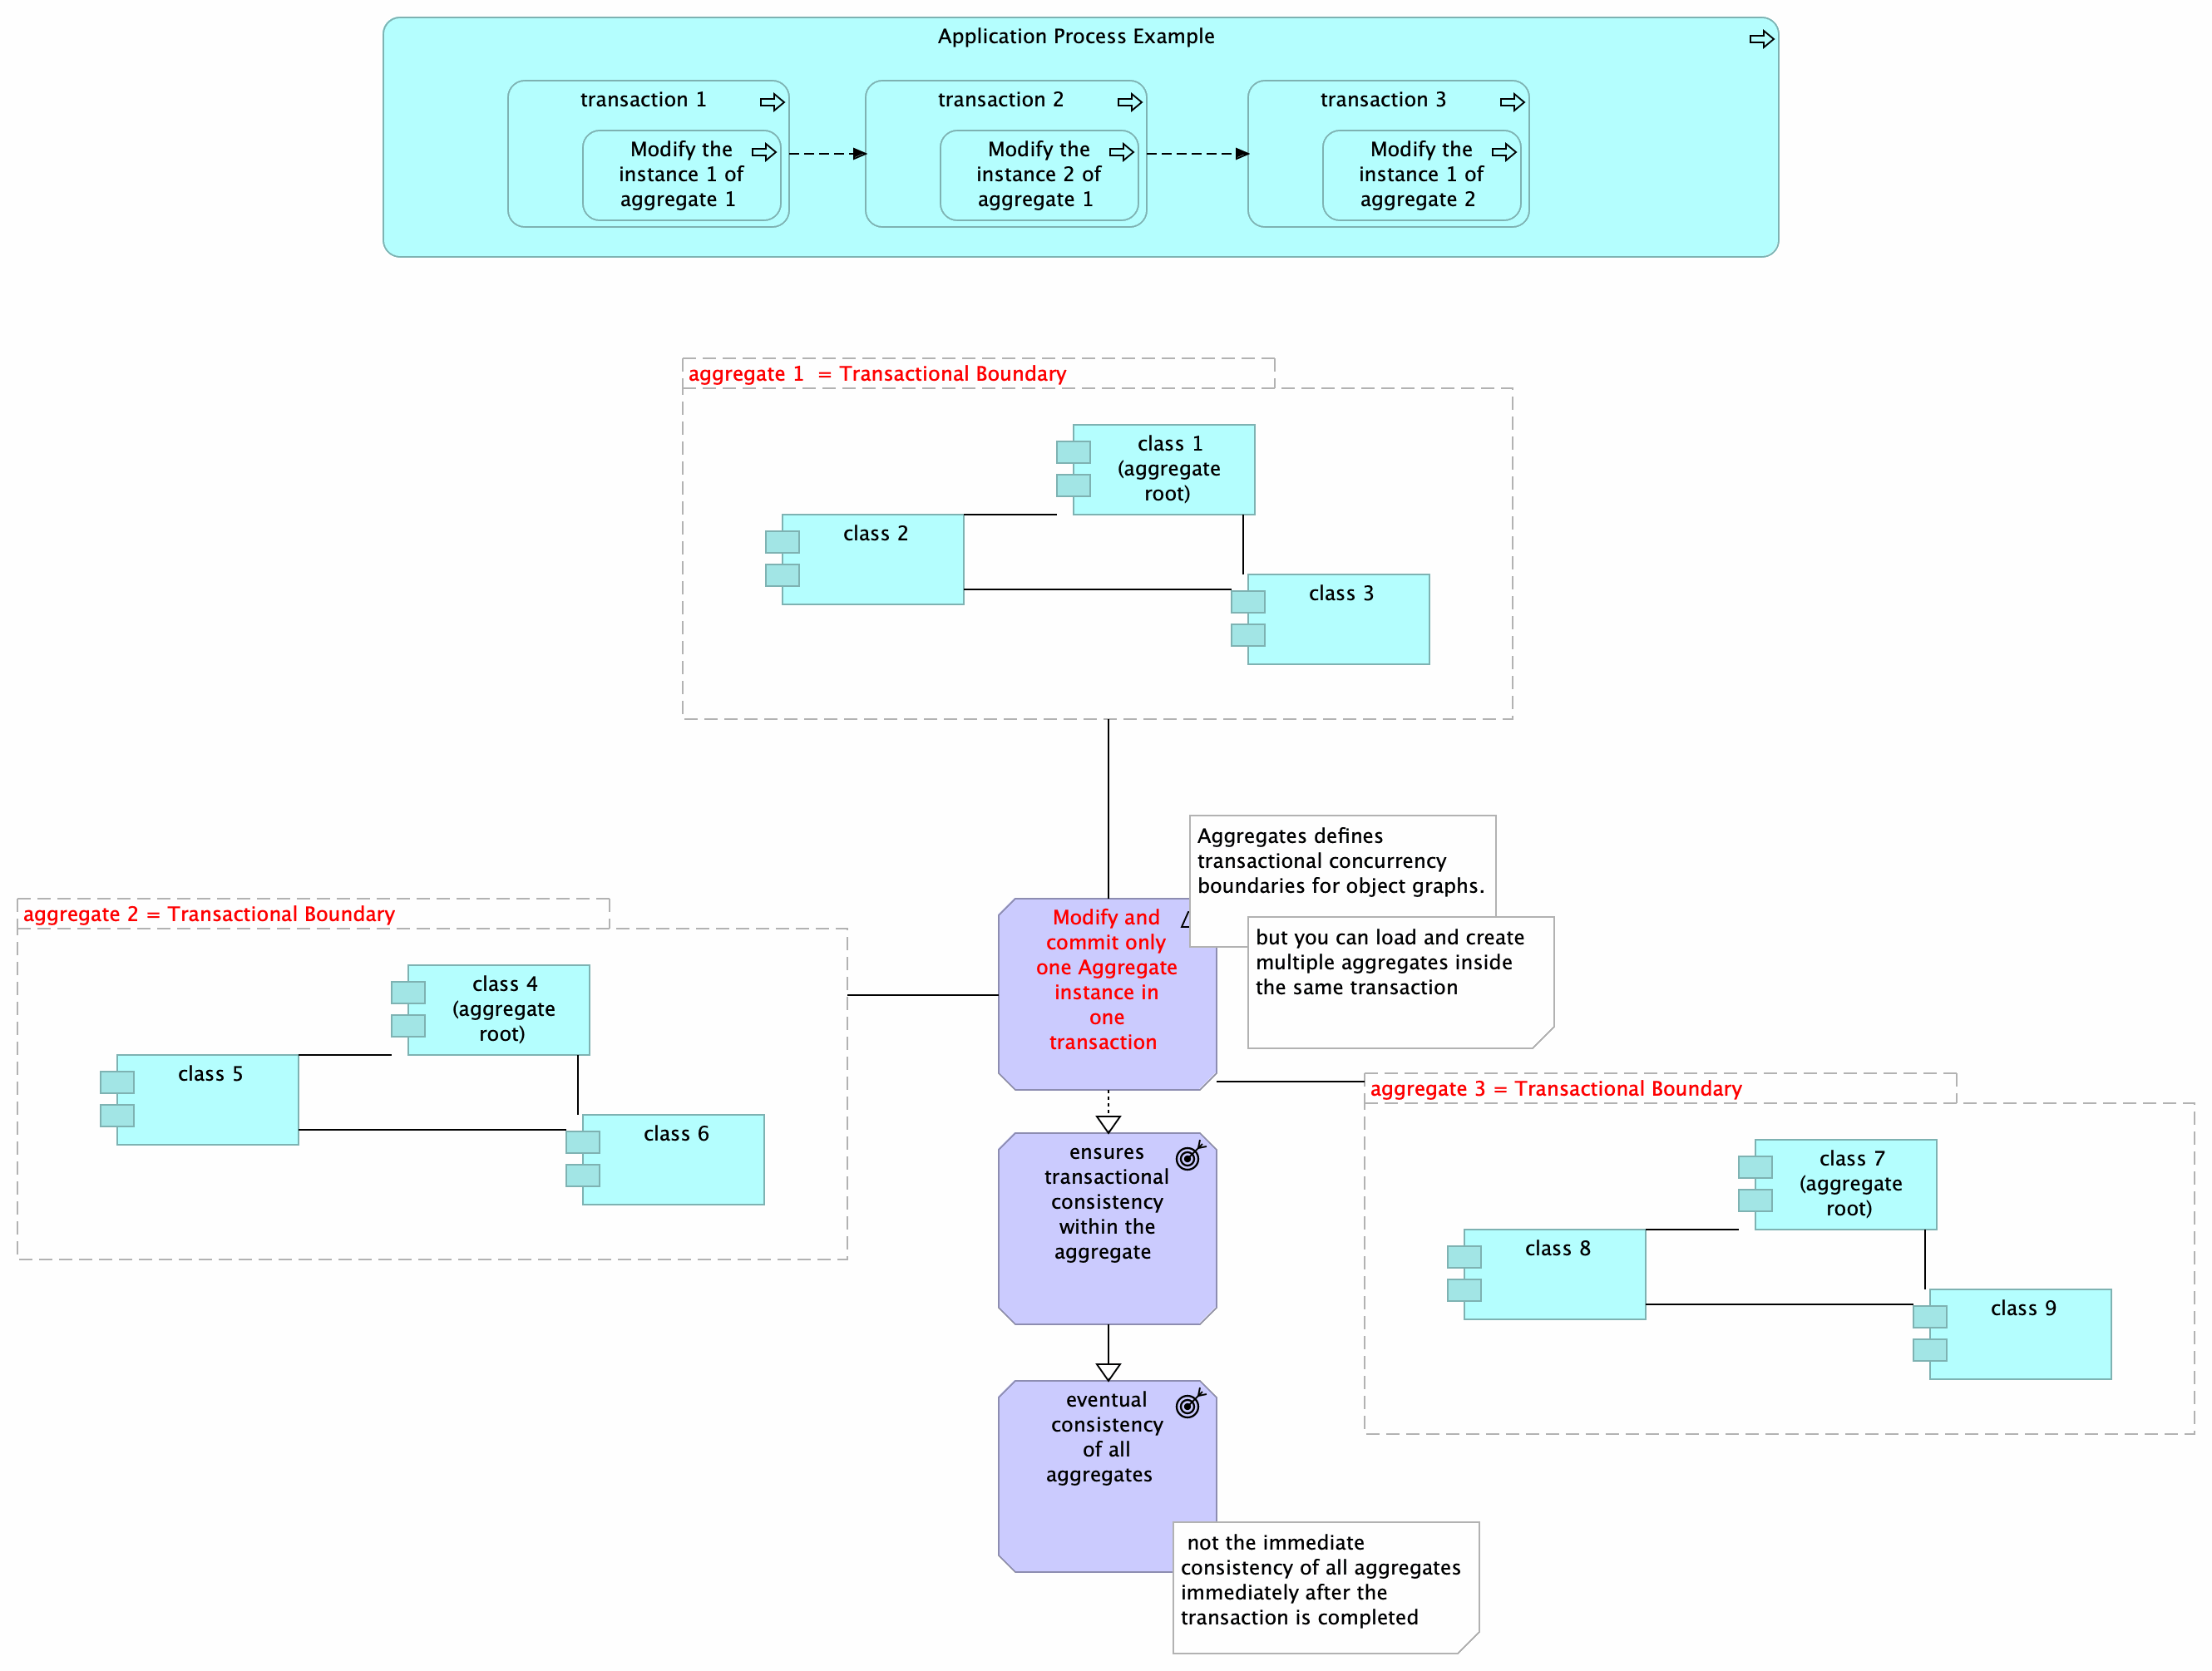 Application Process Example
transaction 1
Modify the
instance 1 of
aggregate 1
transaction 2
Modify the
instance 2 of
aggregate 1
transaction 3
Modify the
instance 1 of
aggregate 2
aggregate 1  = Transactional Boundary
class 1
(aggregate
root)
class 2
class 3
Aggregates defines
transactional concurrency
boundaries for object graphs.
but you can load and create
multiple aggregates inside
the same transaction
Modify and
commit only
one Aggregate
instance in
one
transaction
aggregate 2 = Transactional Boundary
class 4
(aggregate
root)
class 5
class 6
aggregate 3 = Transactional Boundary
class 7
(aggregate
root)
class 8
class 9
ensures
transactional
consistency
within the
aggregate
eventual
consistency
of all
aggregates
not the immediate
consistency of all aggregates
immediately after the
transaction is completed